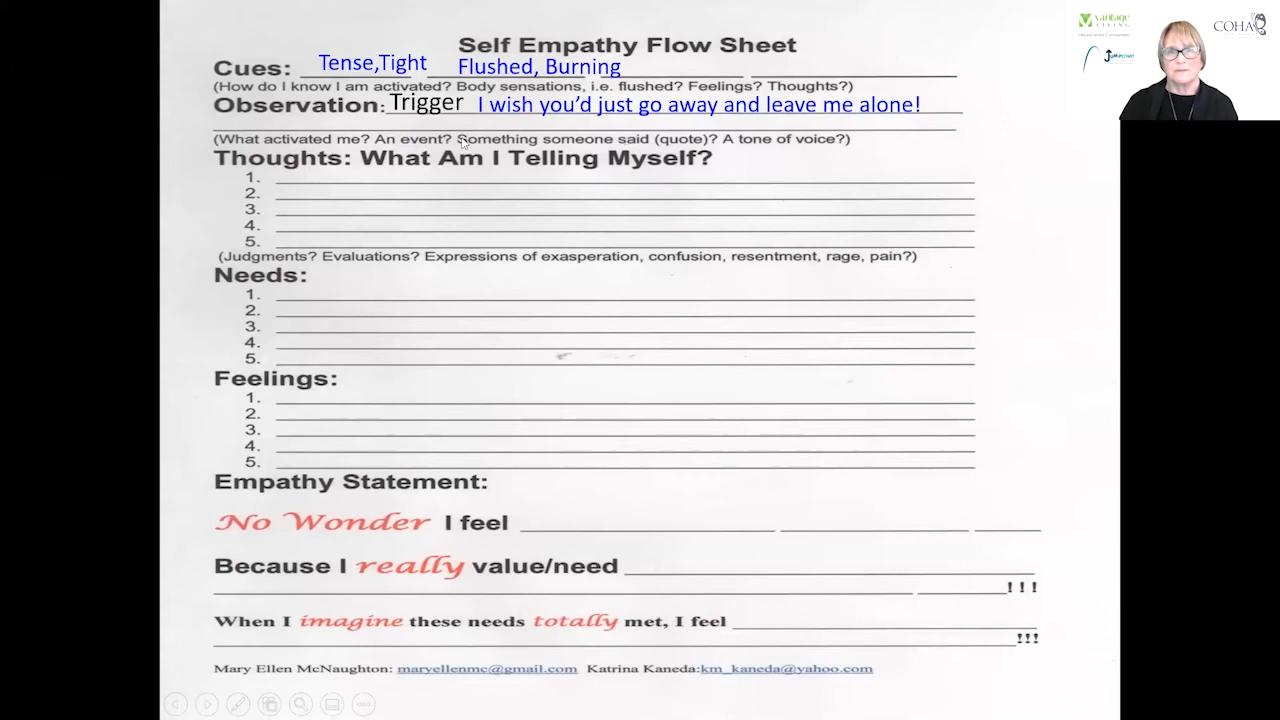 Self Empathy Flow Sheet
Cues: Tense,Tight Flushed, Burning
(How do I know I am activated? Body sensations, i.e. flushed? Feelings? Thoughts?)
Observation: Trigger I wish you'd just go away and leave me alone!
(What activated me? An event? Something someone said (quote)? A tone of voice?)
Thoughts: What Am I Telling Myself?
1.
2.
3.
4.
5.
(Judgments? Evaluations? Expressions of exasperation, confusion, resentment, rage, pain?)
Needs:
1.
2.
3.
4.
5.
Feelings:
1.
2.
3.
4.
5.
Empathy Statement:
No Wonder I feel
Because I really value/need
!!!
When I imagine these needs totally met, I feel
!!!
Mary Ellen McNaughton: maryellenmc@gmail.com Katrina Kaneda:km_kaneda@yahoo.com
vantage
LIVING
COHA